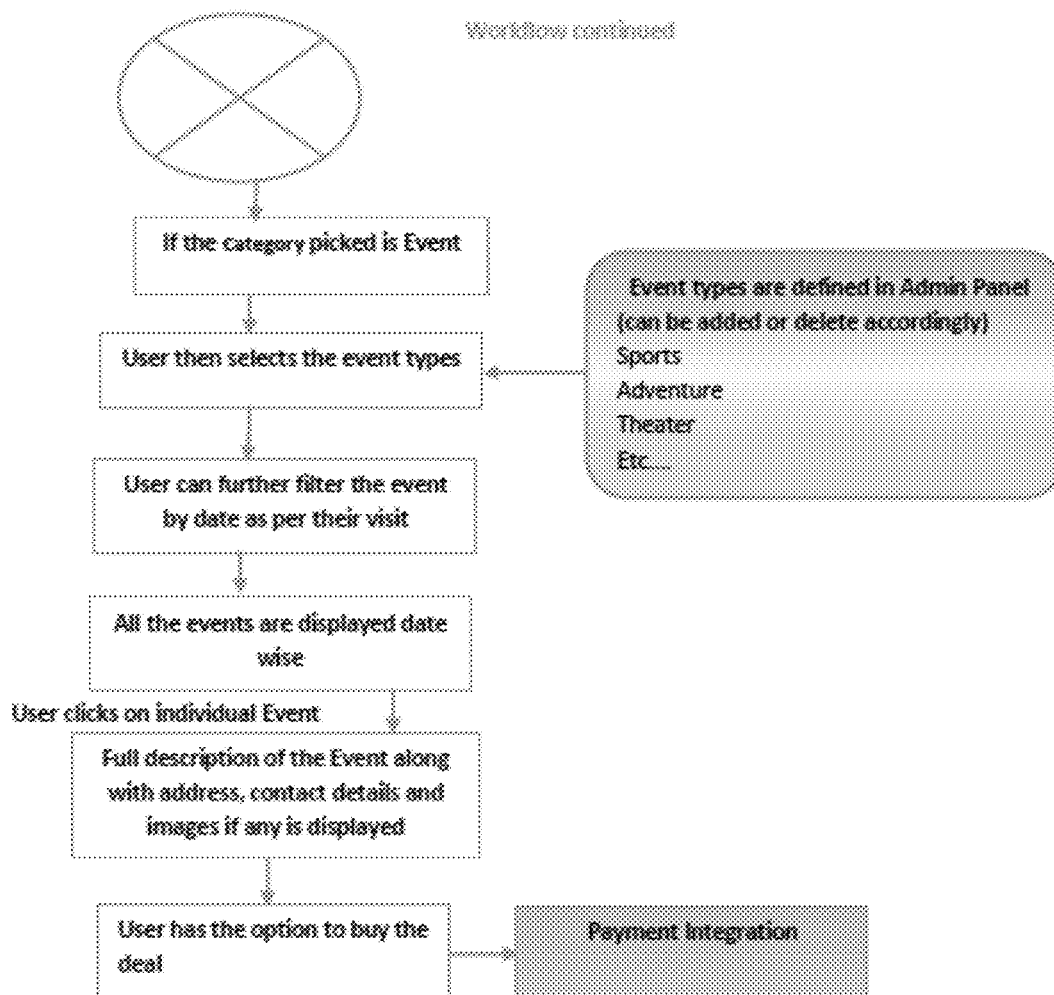 Workflow continued
If the Category picked is Event
Event types are defined in Admin Panel
(can be added or delete accordingly)
Sports
Adventure
Theater
Etc....
User then selects the event types
User can further filter the event
by date as per their visit
All the events are displayed date
wise
User clicks on individual Event
Full description of the Event along
with address, contact details and
images if any is displayed
User has the option to buy the
deal
Payment Integration